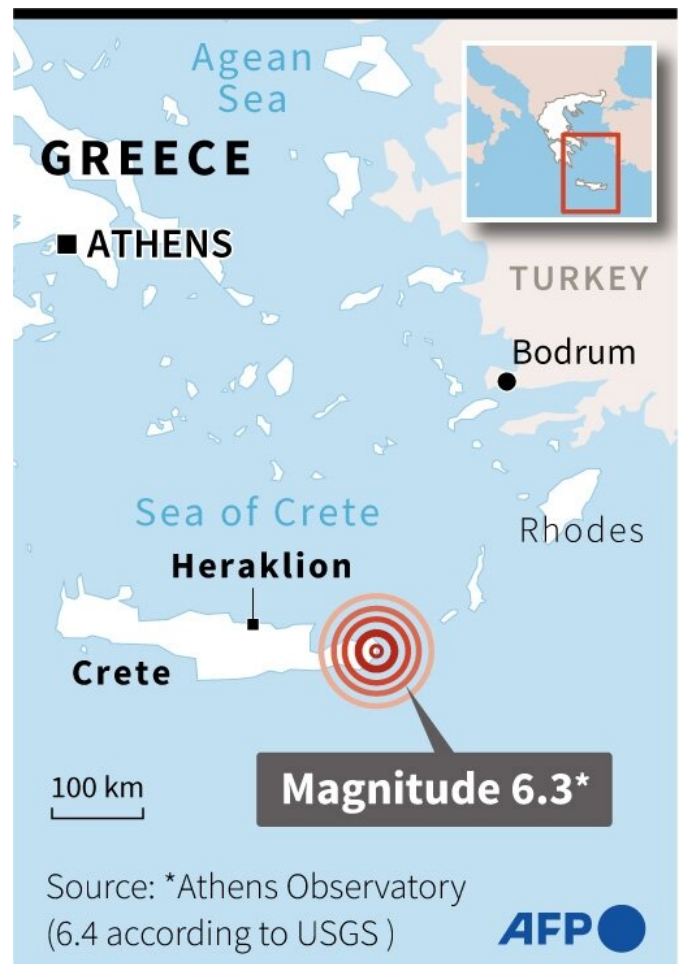 Agean
Sea
GREECE
ATHENS
TURKEY
Bodrum
Sea of Crete
Rhodes
Heraklion
Crete
100 km
Magnitude 6.3*
Source: *Athens Observatory
(6.4 according to USGS )
AFP